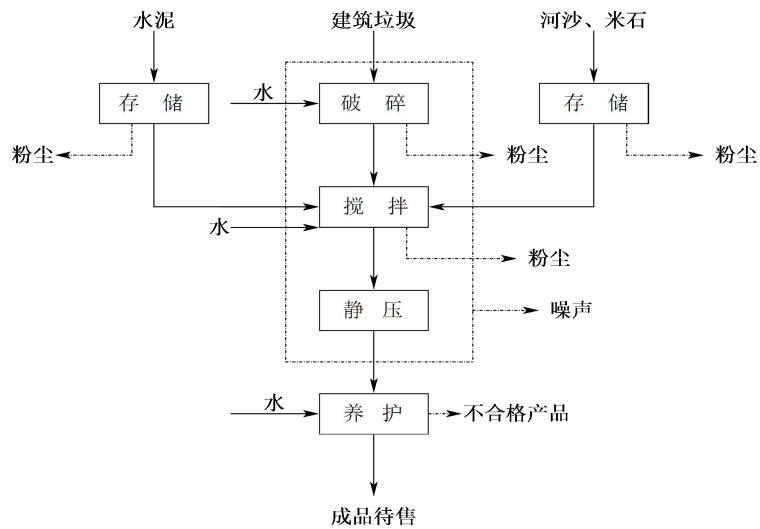 水泥
建筑垃圾
河沙、米石
存 储
水
破 碎
存 储
粉尘
粉尘
粉尘
搅 拌
水
粉尘
静 压
噪声
水
养 护
不合格产品
成品待售